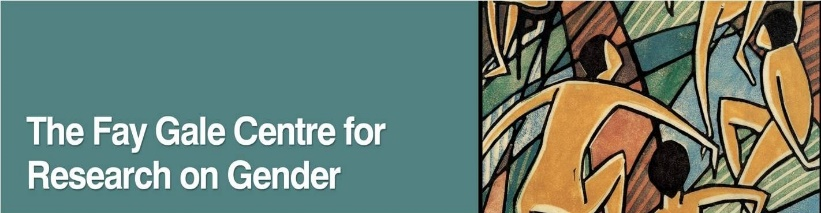 The Fay Gale Centre for
Research on Gender